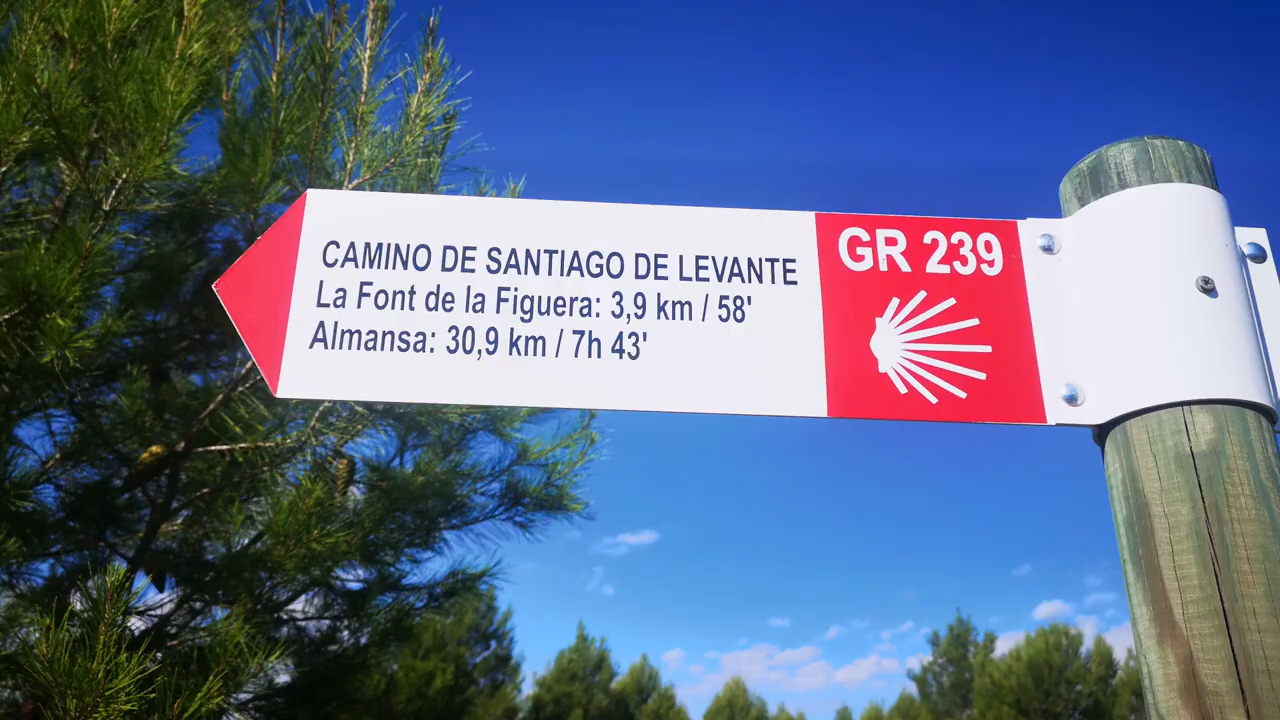 CAMINO DE SANTIAGO DE LEVANTE
La Font de la Figuera: 3,9 km / 58'
Almansa: 30,9 km / 7h 43'
GR 239